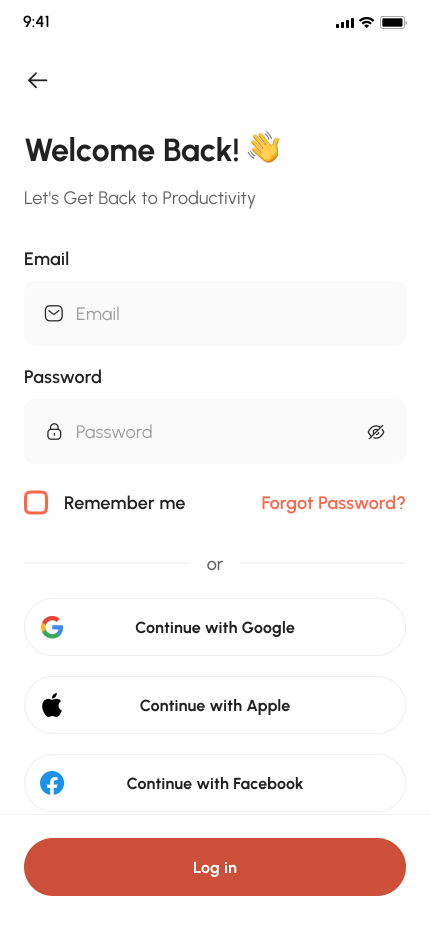 9:41
Welcome Back! 👋
Let's Get Back to Productivity
Email
Email
Password
Password
Remember me
Forgot Password?
or
Continue with Google
Continue with Apple
Continue with Facebook
Log in